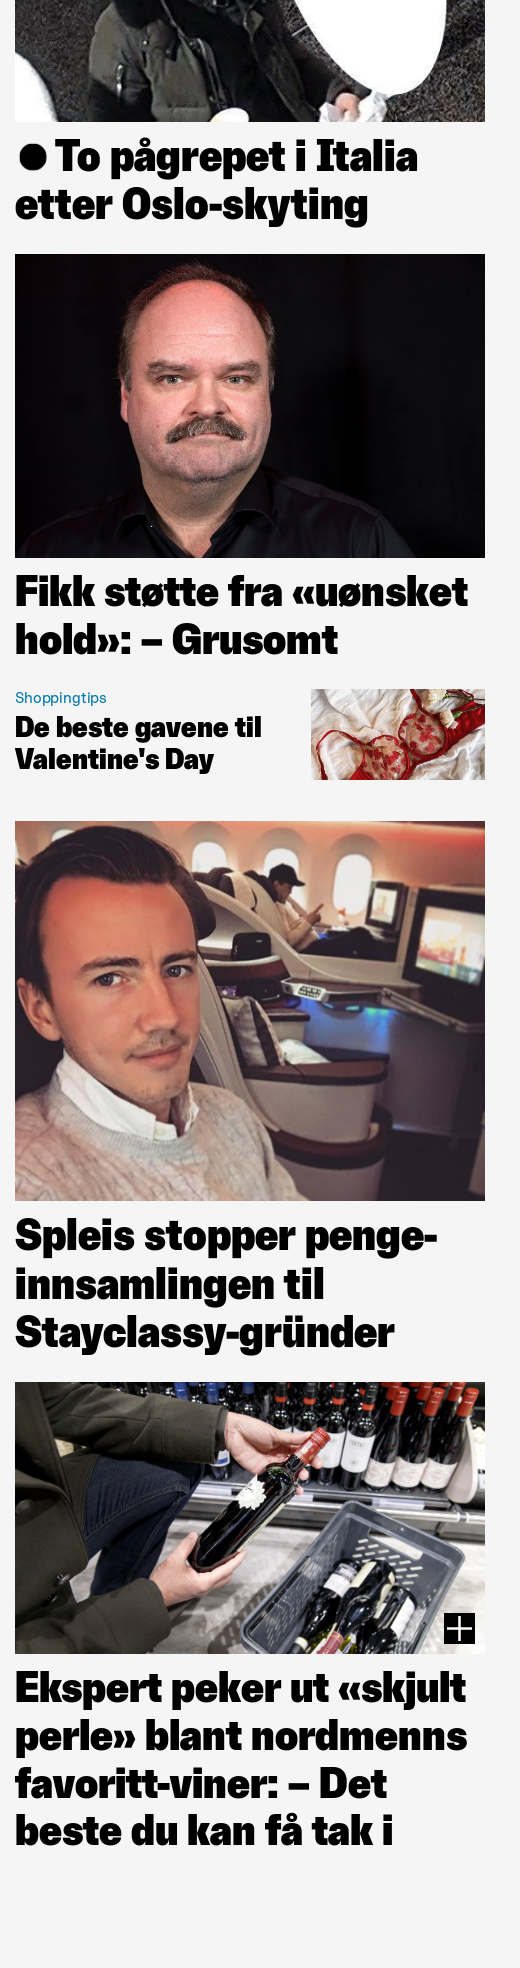 ● To pågrepet i Italia
etter Oslo-skyting
Fikk støtte fra «uønsket
hold»: – Grusomt
Shoppingtips
De beste gavene til
Valentine's Day
Spleis stopper penge-
innsamlingen til
Stayclassy-gründer
Ekspert peker ut «skjult
perle» blant nordmenns
favoritt-viner: – Det
beste du kan få tak i